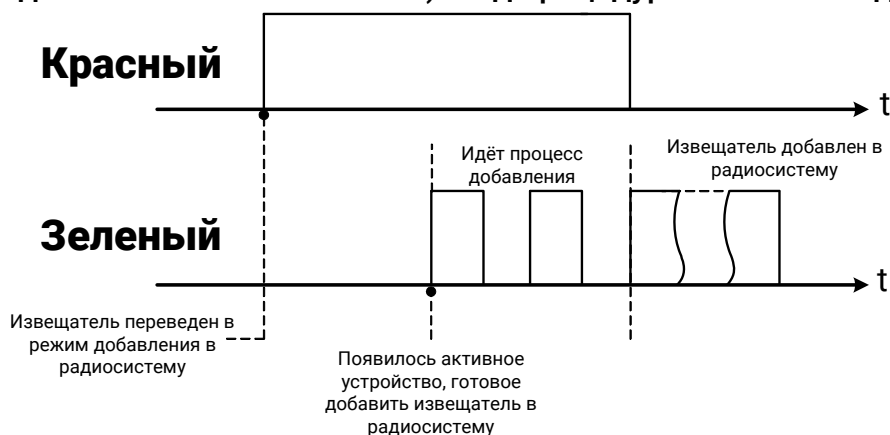 Красный
t
Идёт процесс
добавления
Извещатель добавлен в
радиосистему
Зеленый
t
Извещатель переведен в
режим добавления в
радиосистему
Появилось активное
устройство, готовое
добавить извещатель в
радиосистему